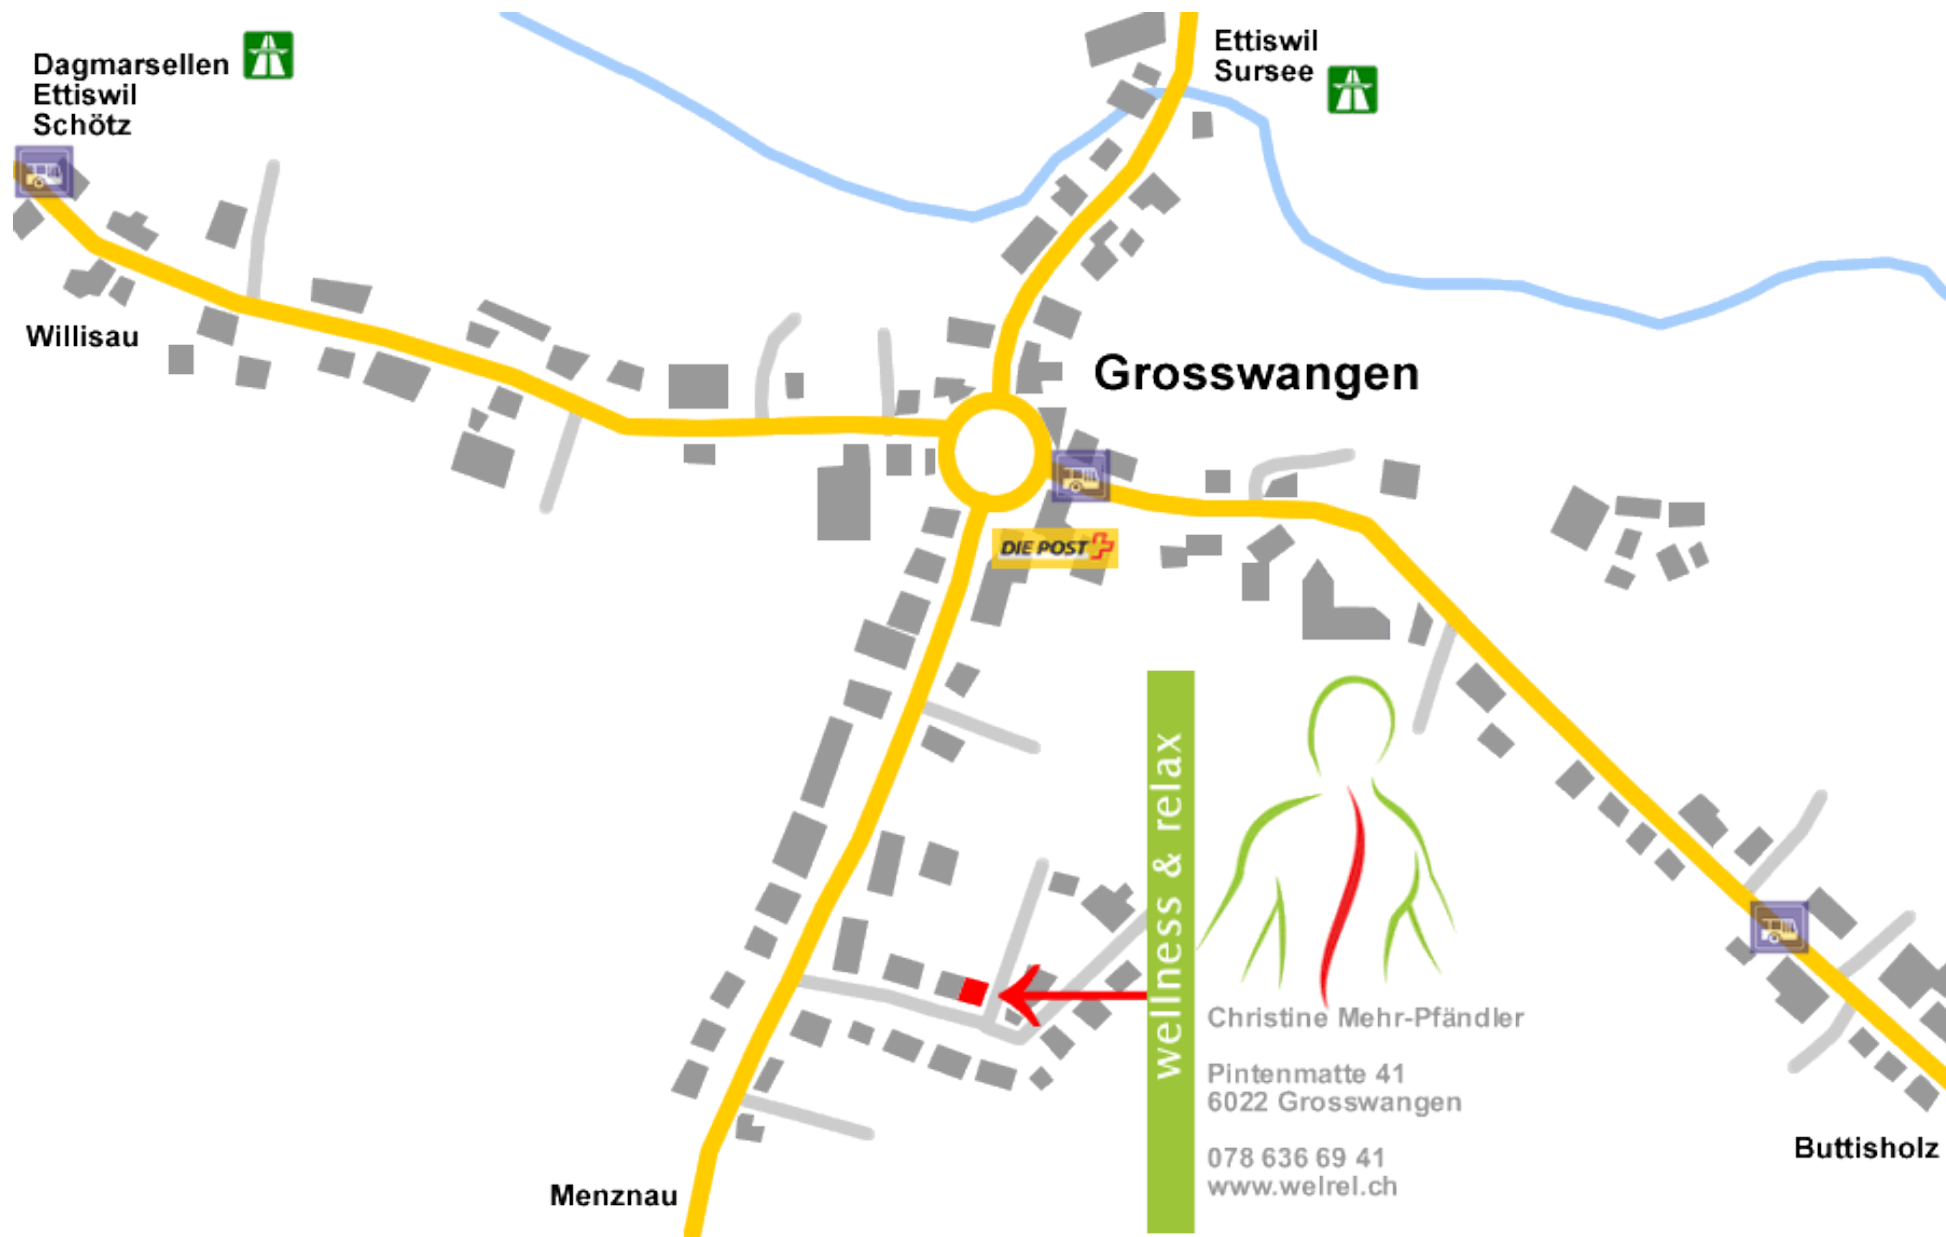 Dagmarsellen
Ettiswil
Schötz
Ettiswil
Sursee
Willisau
Grosswangen
DIE POST
wellness & relax
Christine Mehr-Pfändler
Pintenmatte 41
6022 Grosswangen
078 636 69 41
www.welrel.ch
Buttisholz
Menznau